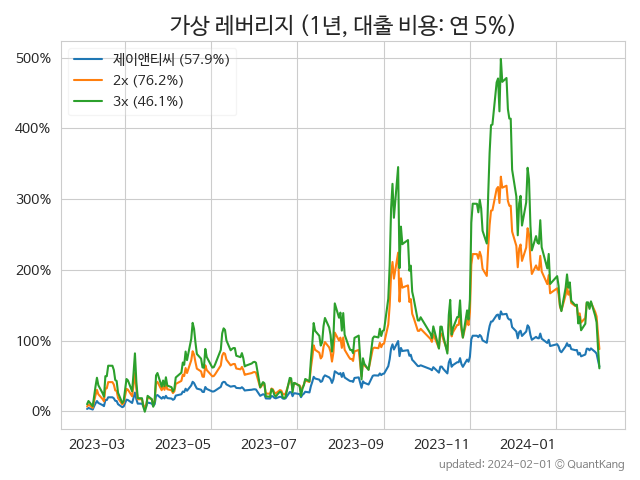 가상 레버리지 (1년, 대출 비용: 연 5%)
제이앤티씨 (57.9%)
2x (76.2%)
3x (46.1%)
500%
400%
300%
200%
100%
0%
2023-03 2023-05 2023-07 2023-09 2023-11 2024-01
updated: 2024-02-01 © QuantKang